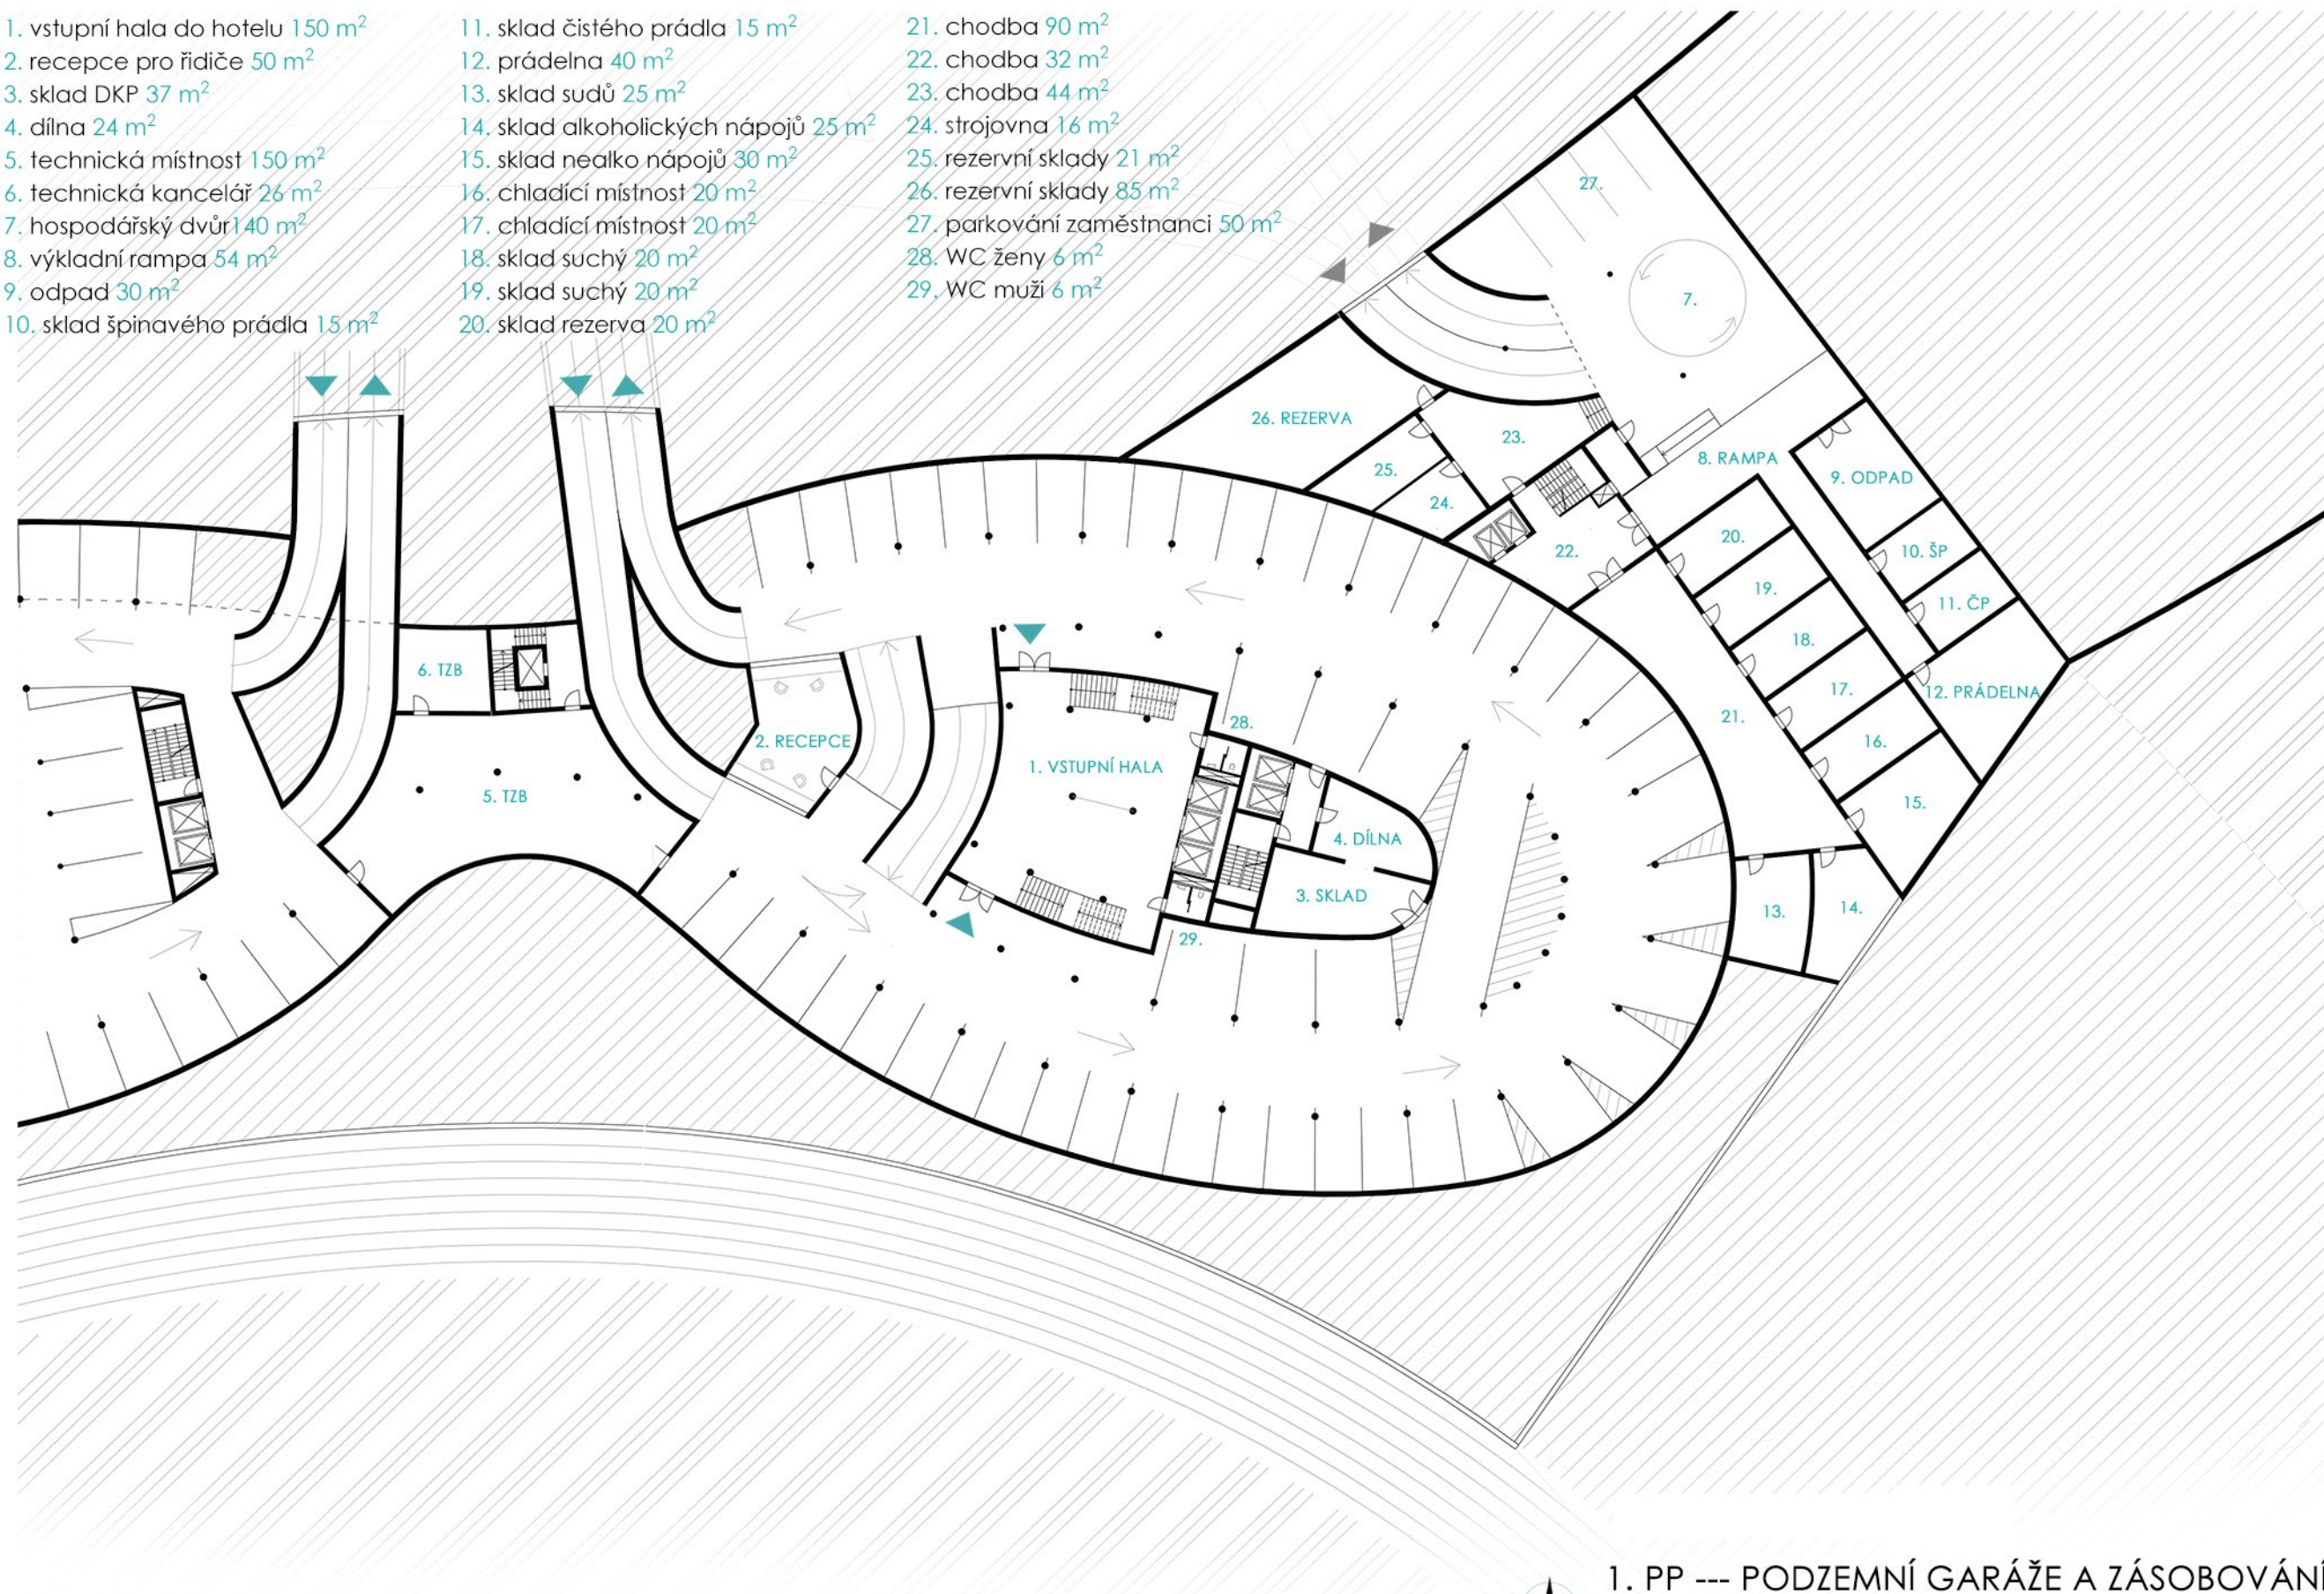 1. vstupní hala do hotelu 150 m²
2. recepce pro řidiče 50 m²
3. sklad DKP 37 m²
4. dílna 24 m²
5. technická místnost 150 m²
6. technická kancelář 26 m²
7. hospodářský dvůr140 m²
8. výkladní rampa 54 m²
9. odpad 30 m²
10. sklad špinavého prádla 15 m²
11. sklad čistého prádla 15 m²
12. prádelna 40 m²
13. sklad sudů 25 m²
14. sklad alkoholických nápojů 25 m²
15. sklad nealko nápojů 30 m²
16. chladící místnost 20 m²
17. chladící místnost 20 m²
18. sklad suchý 20 m²
19. sklad suchý 20 m²
20. sklad rezerva 20 m²
21. chodba 90 m²
22. chodba 32 m²
23. chodba 44 m²
24. strojovna 16 m²
25. rezervní sklady 21 m²
26. rezervní sklady 85 m²
27. parkování zaměstnanci 50 m²
28. WC ženy 6 m²
29. WC muži 6 m²
27.
7.
26. REZERVA
23.
25.
24.
8. RAMPA
9. ODPAD
20.
22.
10. ŠP
19.
11. ČP
18.
6. TZB
17.
12. PRÁDELNA
21.
28.
2. RECEPCE
16.
1. VSTUPNÍ HALA
5. TZB
15.
4. DÍLNA
3. SKLAD
13.
14.
29.
1. PP --- PODZEMNÍ GARÁŽE A ZÁSOBOVÁNÍ